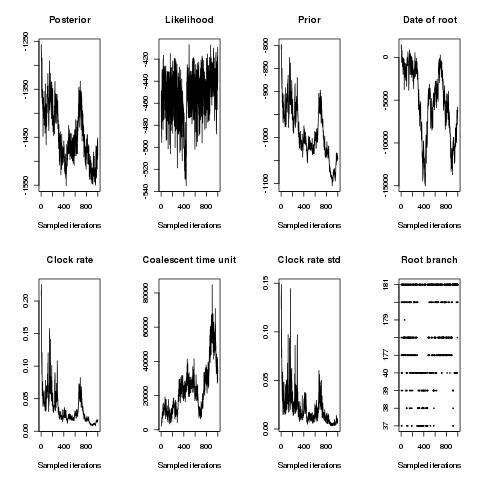 Posterior Likelihood Prior Date of root
-1250 -1350 -1450 -1550
-420 -440 -460 -480 -500 -520 -540
-800 -900 -1000 -1100
0 -5000 -10000 -15000
0 400 800 0 400 800 0 400 800 0 400 800
Sampled iterations Sampled iterations Sampled iterations Sampled iterations
Clock rate Coalescent time unit Clock rate std Root branch
0.20 0.15 0.10 0.05 0.00
80000 60000 40000 20000 0
0.15 0.10 0.05 0.00
181 179 177 40 39 38 37
0 400 800 0 400 800 0 400 800 0 400 800
Sampled iterations Sampled iterations Sampled iterations Sampled iterations